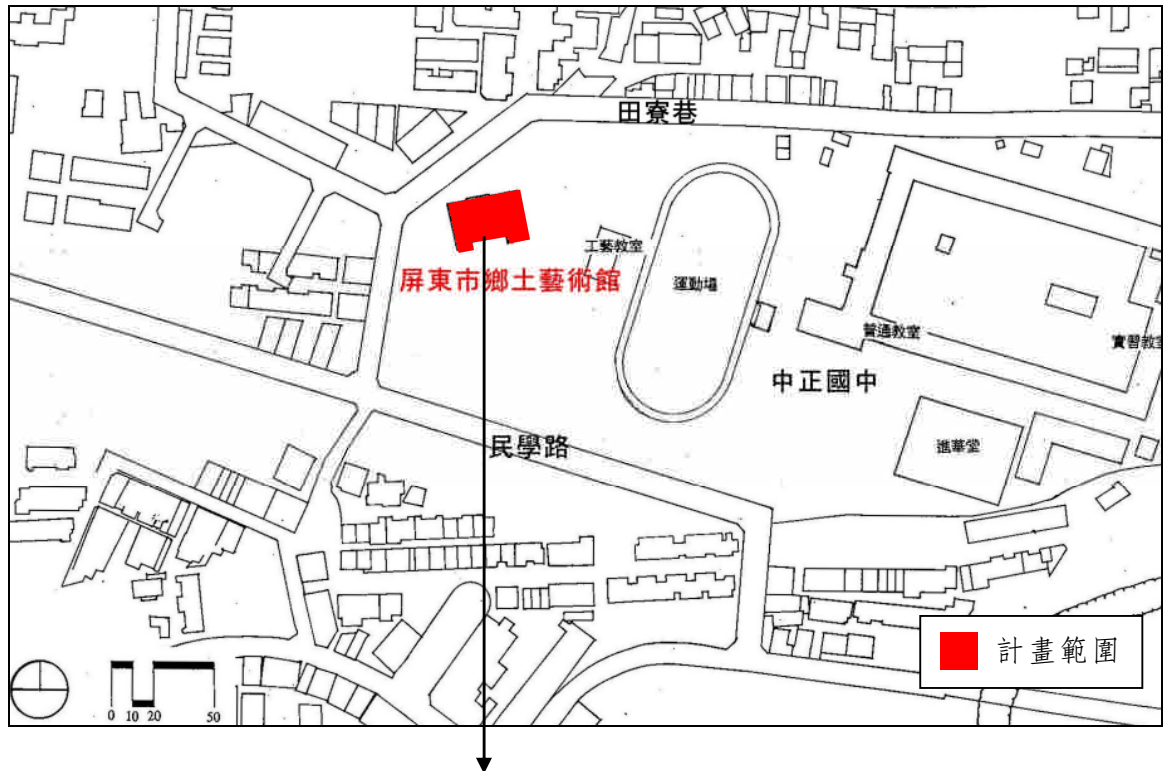 田寮巷
工藝教室
屏東市鄉土藝術館
運動場
普通教室
實習教室
中正國中
民學路
進華堂
計畫範圍
0 10 20 50